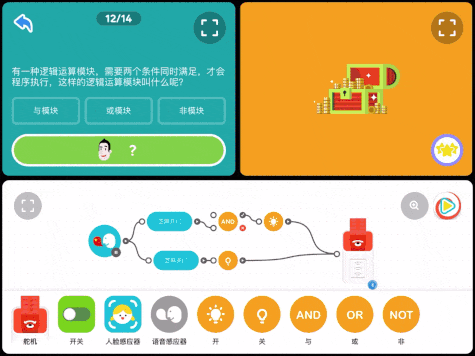 12/14
有一种逻辑运算模块，需要两个条件同时满足，才会
程序执行，这样的逻辑运算模块叫什么呢？
与模块
或模块
非模块
?
AND
AND
OR
NOT
舵机
开关
人脸感应器
语音感应器
开
关
与
或
非